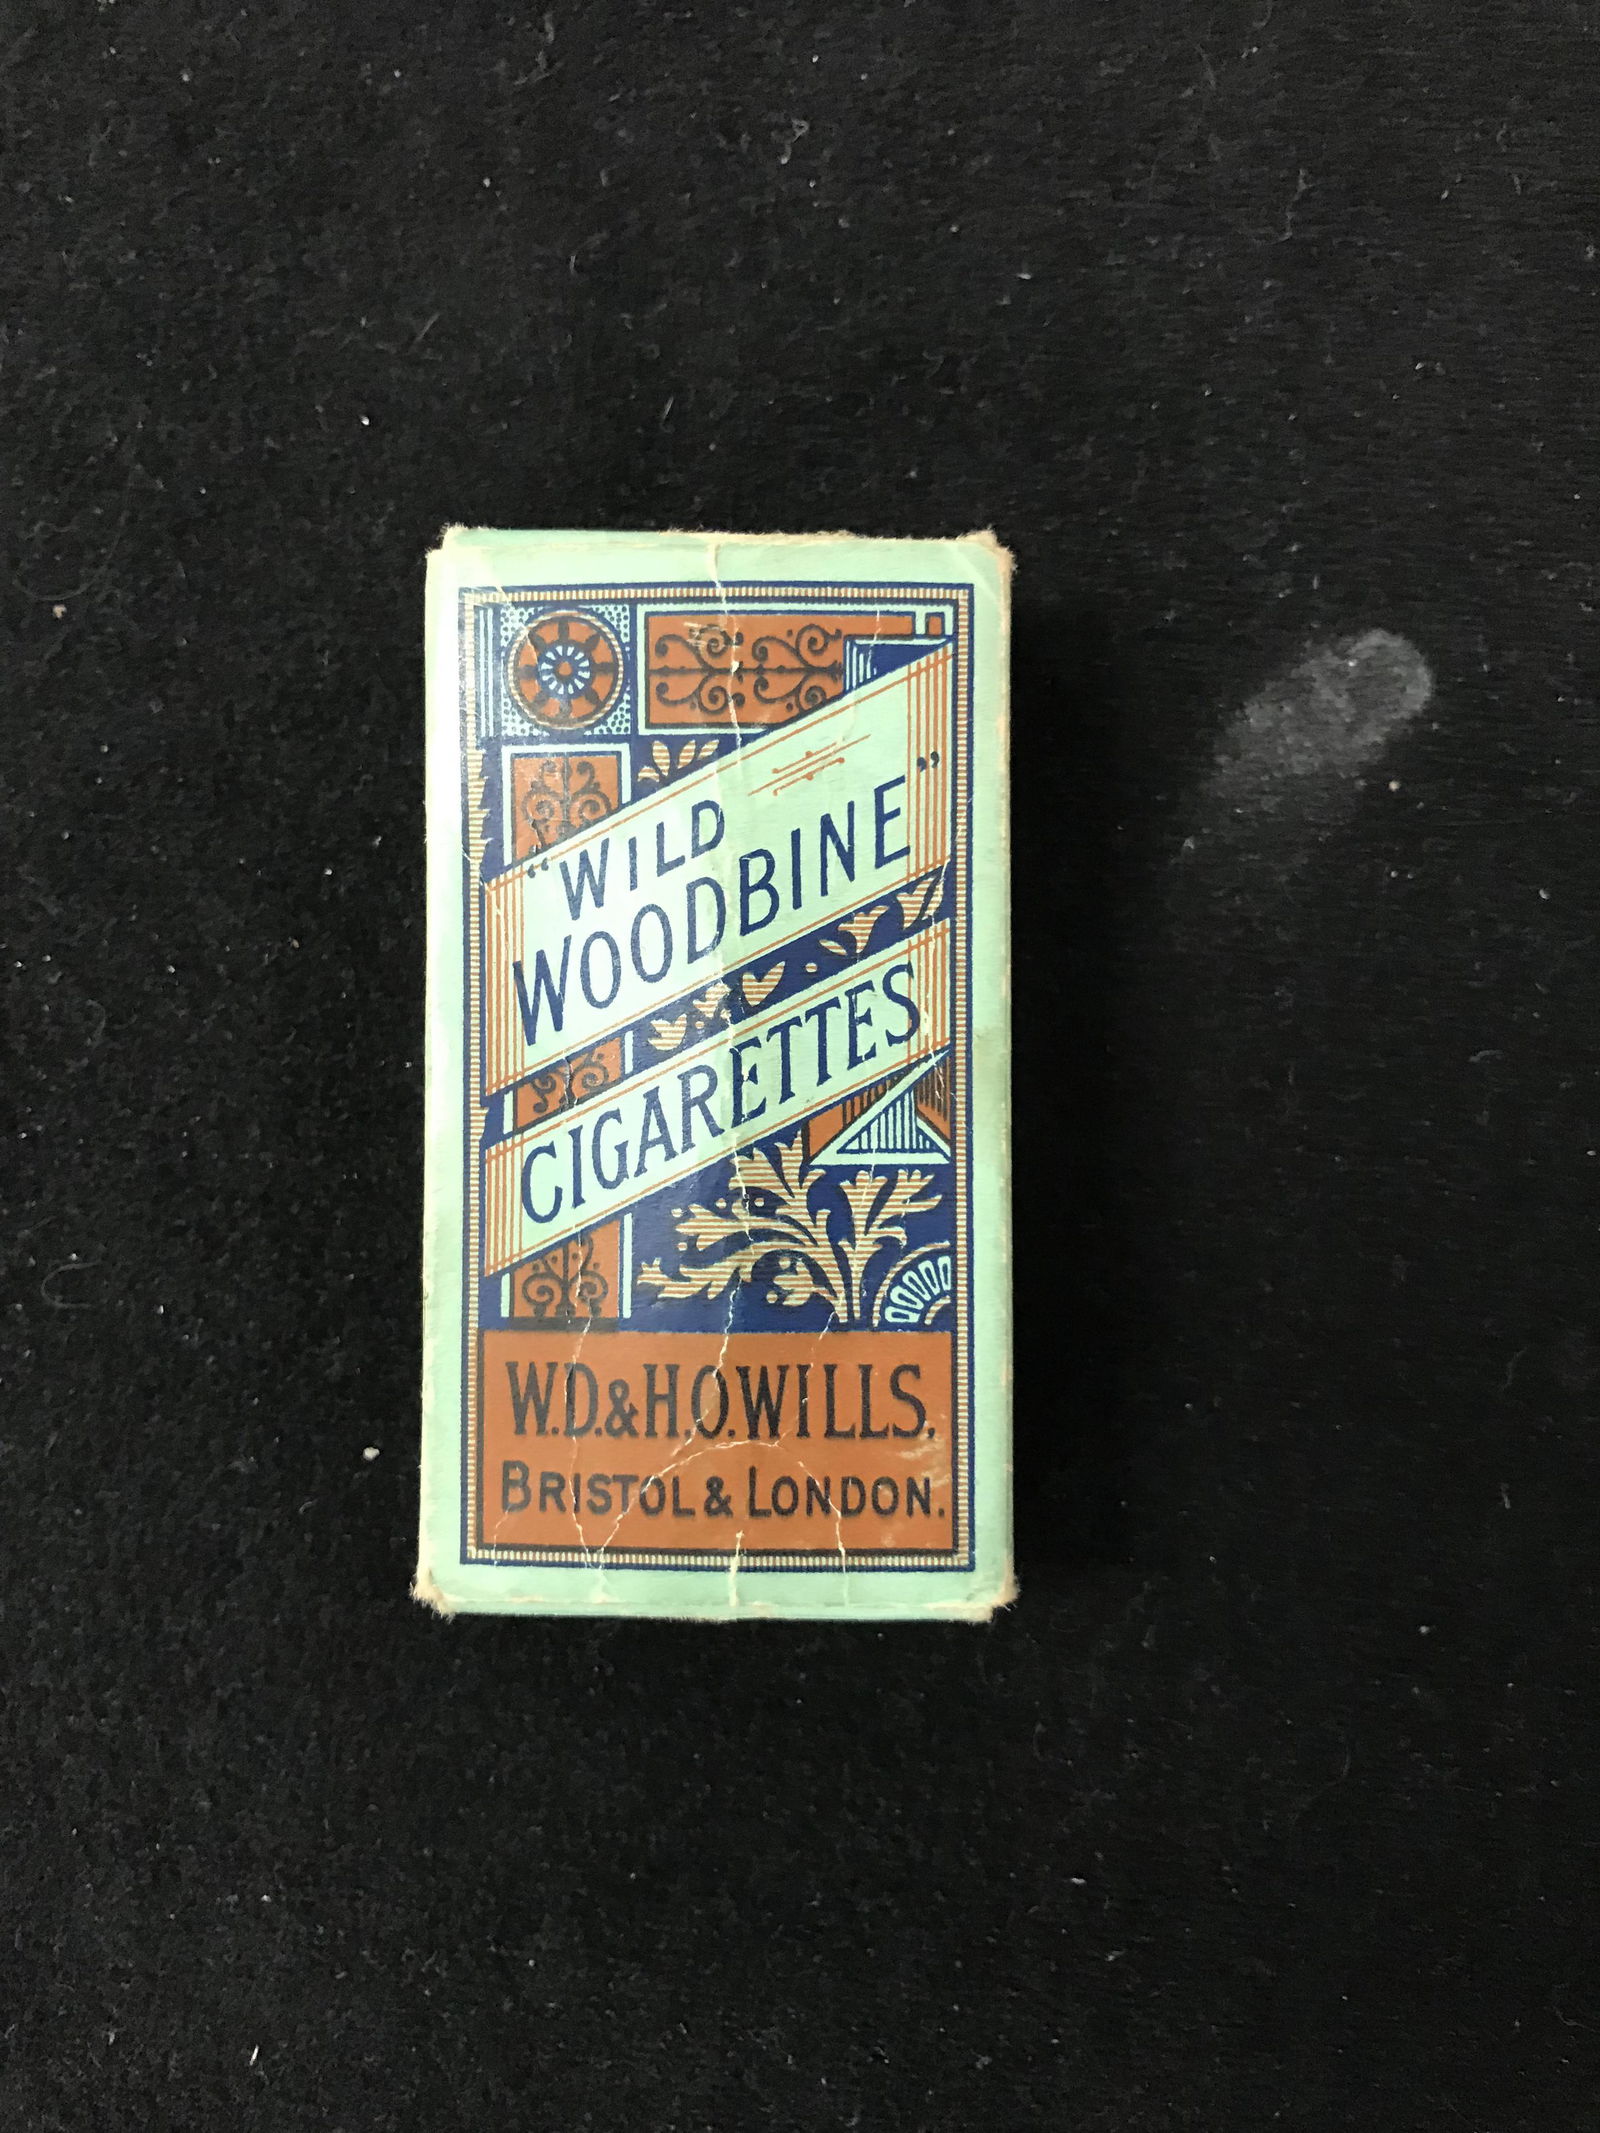 "WILD
WOODBINE"
CIGARETTES
W.D.&H.O.WILLS.
BRISTOL & LONDON.